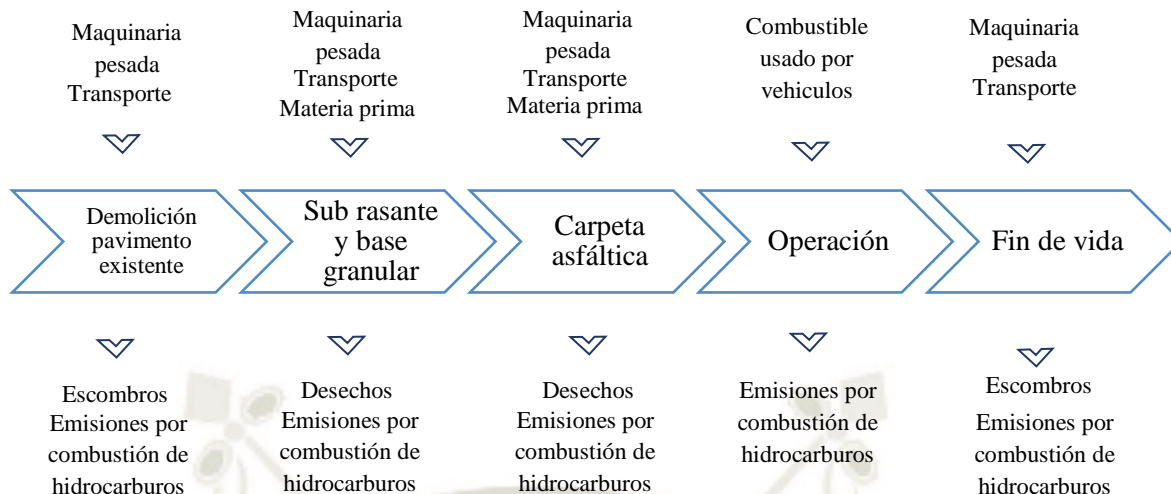 Maquinaria
pesada
Transporte
Maquinaria
pesada
Transporte
Materia prima
Maquinaria
pesada
Transporte
Materia prima
Combustible
usado por
vehiculos
Maquinaria
pesada
Transporte
Demolición
pavimento
existente
Sub rasante
y base
granular
Carpeta
asfáltica
Operación
Fin de vida
Escombros
Emisiones por
combustión de
hidrocarburos
Desechos
Emisiones por
combustión de
hidrocarburos
Desechos
Emisiones por
combustión de
hidrocarburos
Emisiones por
combustión de
hidrocarburos
Escombros
Emisiones por
combustión de
hidrocarburos